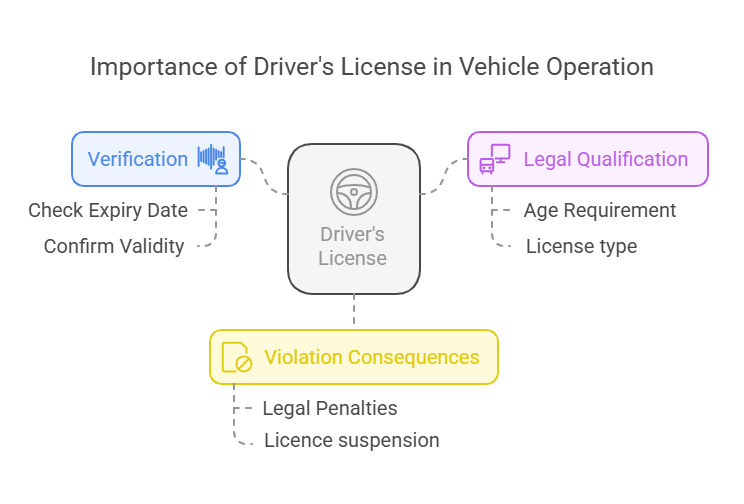 Importance of Driver's License in Vehicle Operation
Verification
Check Expiry Date
Confirm Validity
Driver's
License
Legal Qualification
Age Requirement
License type
Violation Consequences
Legal Penalties
Licence suspension